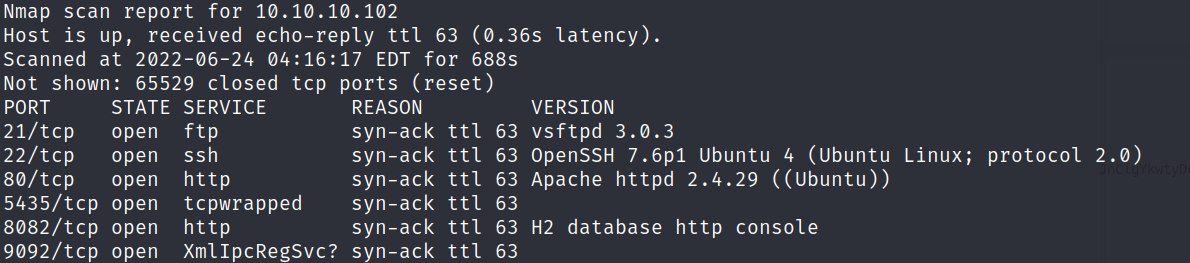 Nmap scan report for 10.10.10.102
Host is up, received echo-reply ttl 63 (0.36s latency).
Scanned at 2022-06-24 04:16:17 EDT for 688s
Not shown: 65529 closed tcp ports (reset)
PORT     STATE SERVICE       REASON         VERSION
21/tcp   open  ftp           syn-ack ttl 63 vsftpd 3.0.3
22/tcp   open  ssh           syn-ack ttl 63 OpenSSH 7.6p1 Ubuntu 4 (Ubuntu Linux; protocol 2.0)
80/tcp   open  http          syn-ack ttl 63 Apache httpd 2.4.29 ((Ubuntu))
5435/tcp open  tcpwrapped    syn-ack ttl 63
8082/tcp open  http          syn-ack ttl 63 H2 database http console
9092/tcp open  XmlIpcRegSvc? syn-ack ttl 63